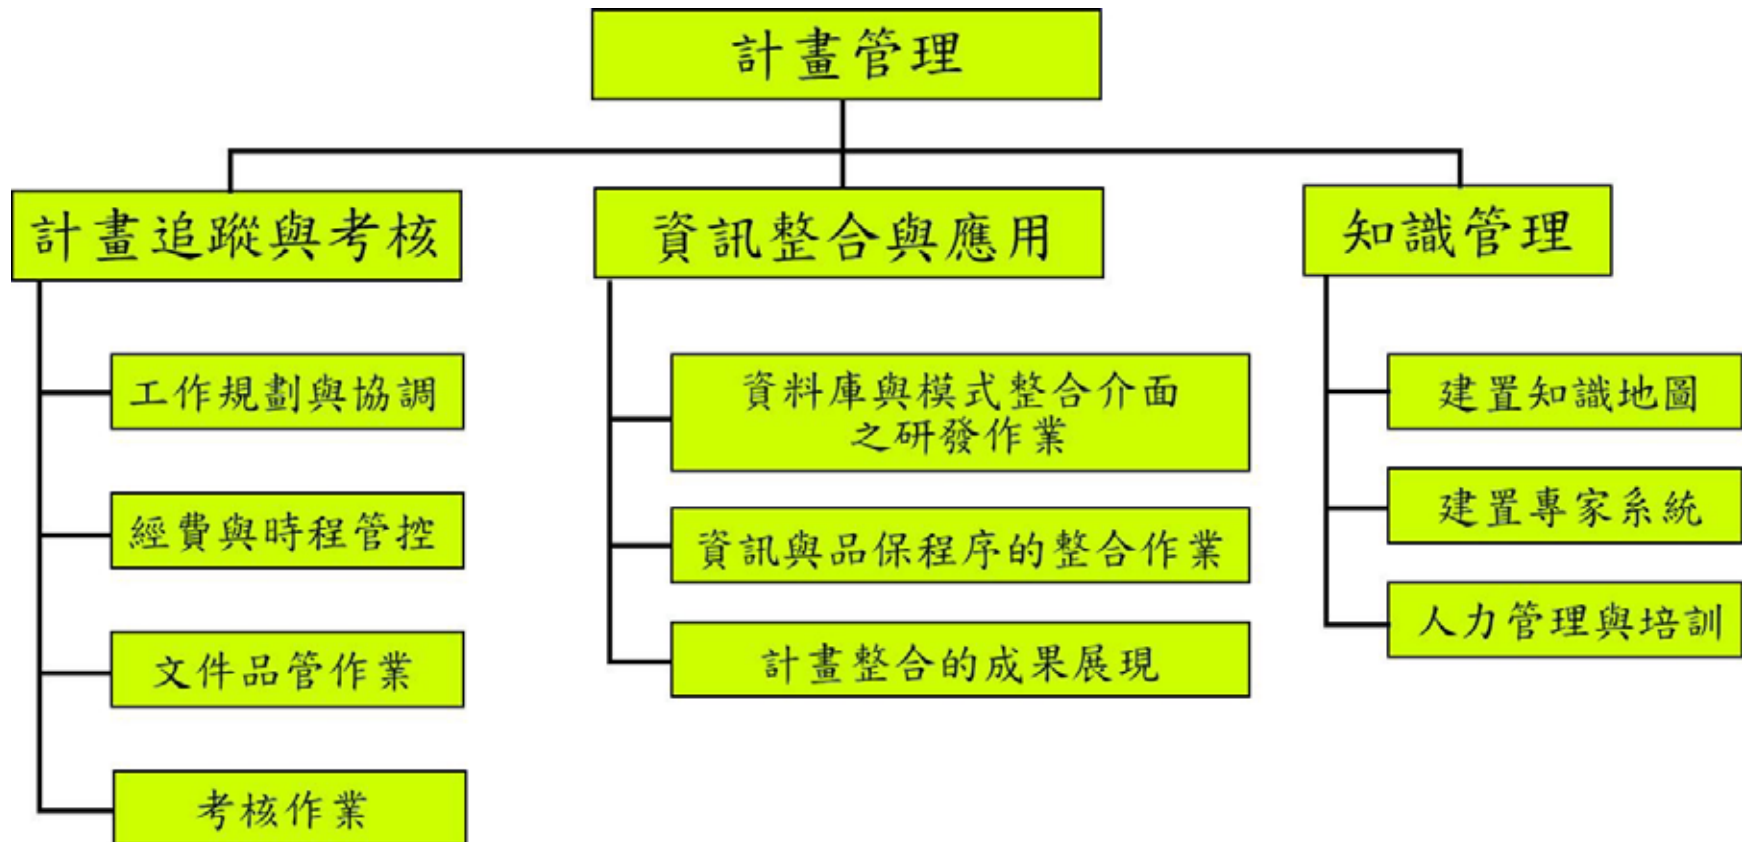 計畫管理
計畫追蹤與考核
工作規劃與協調
經費與時程管控
文件品管作業
考核作業
資訊整合與應用
資料庫與模式整合介面
之研發作業
資訊與品保程序的整合作業
計畫整合的成果展現
知識管理
建置知識地圖
建置專家系統
人力管理與培訓